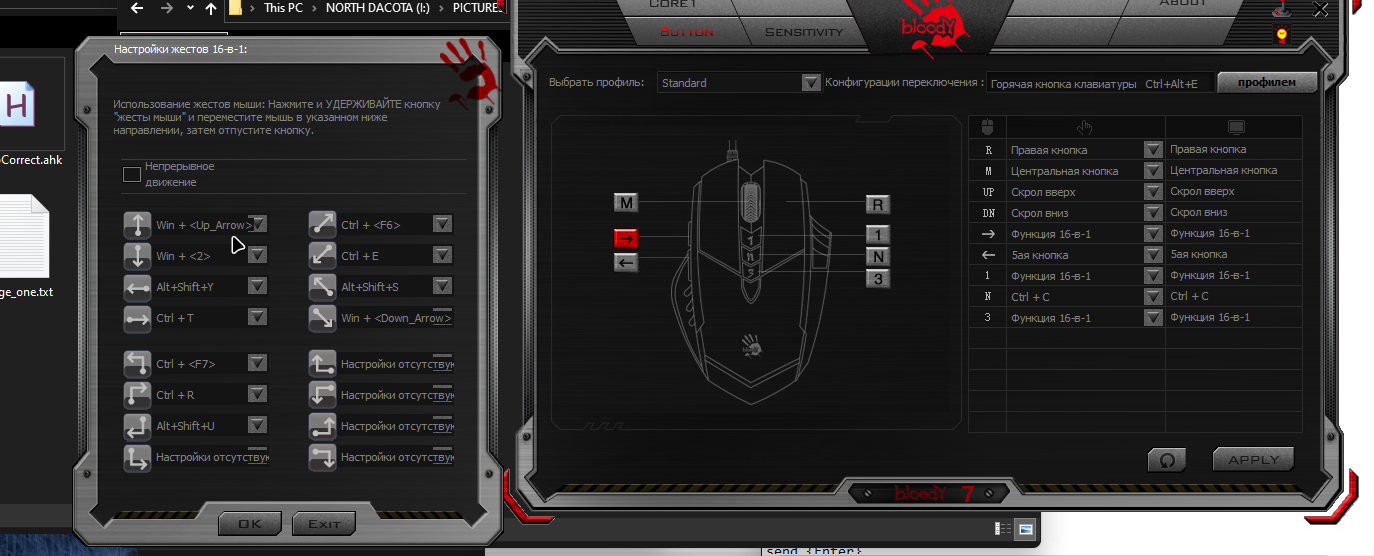 This PC > NORTH DACOTA (I:) > PICTURES
Correct.ahk
ge_one.txt
Настройки жестов 16-в-1:
Использование жестов мыши: Нажмите и УДЕРЖИВАЙТЕ кнопку
"жесты мыши" и переместите мышь в указанном ниже
направлении, затем отпустите кнопку.
Непрерывное
движение
Win + <Up_Arrow>
Ctrl + <F6>
Win + <2>
Ctrl + E
Alt+Shift+Y
Alt+Shift+S
Ctrl + T
Win + <Down_Arrow>
Ctrl + <F7>
Настройки отсутствую
Ctrl + R
Настройки отсутствую
Alt+Shift+U
Настройки отсутствую
Настройки отсутствую
Настройки отсутствую
OK
Exit
Core1
About
Button
Sensitivity
bloody
Выбрать профиль:
Standard
Конфигурации переключения :
Горячая кнопка клавиатуры Ctrl+Alt+E
профилем
M
R
→
1
←
N
3
1
N
3
R Правая кнопка Правая кнопка
M Центральная кнопка Центральная кнопка
UP Скрол вверх Скрол вверх
DN Скрол вниз Скрол вниз
→ Функция 16-в-1 Функция 16-в-1
← 5ая кнопка 5ая кнопка
1 Функция 16-в-1 Функция 16-в-1
N Ctrl + C Ctrl + C
3 Функция 16-в-1 Функция 16-в-1
APPLY
bloody 7
send {Enter}